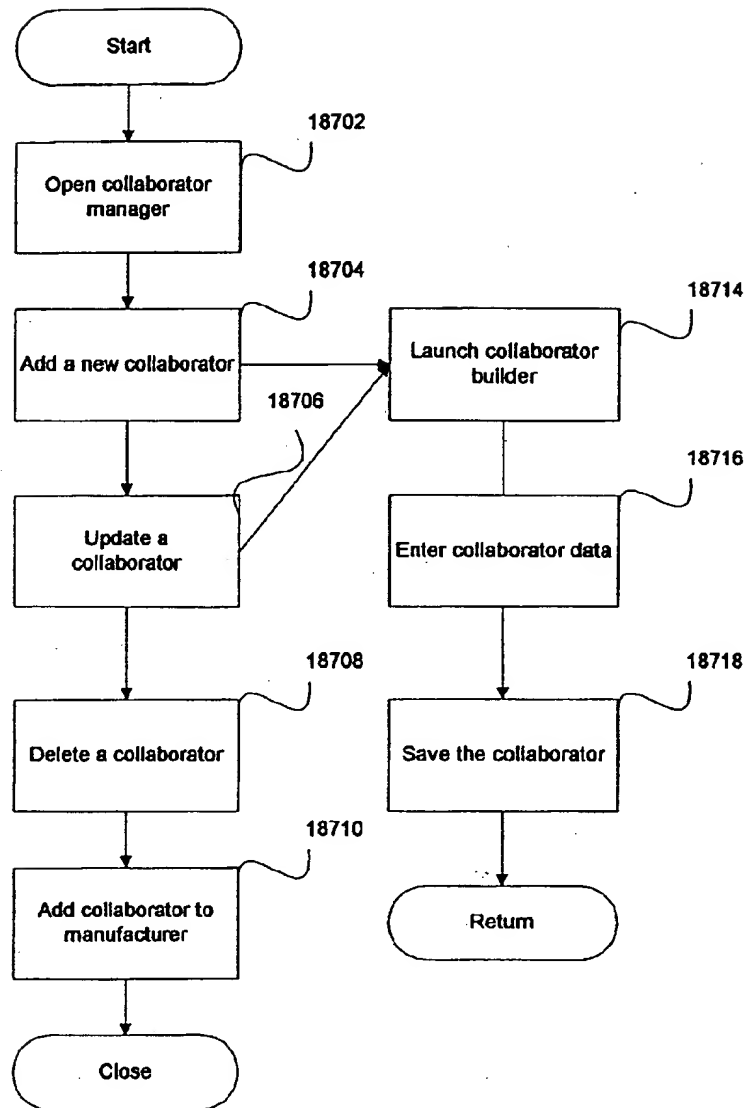 Start
18702
Open collaborator
manager
18704
Add a new collaborator
18706
Update a
collaborator
18708
Delete a collaborator
18710
Add collaborator to
manufacturer
Close
18714
Launch collaborator
builder
18716
Enter collaborator data
18718
Save the collaborator
Return